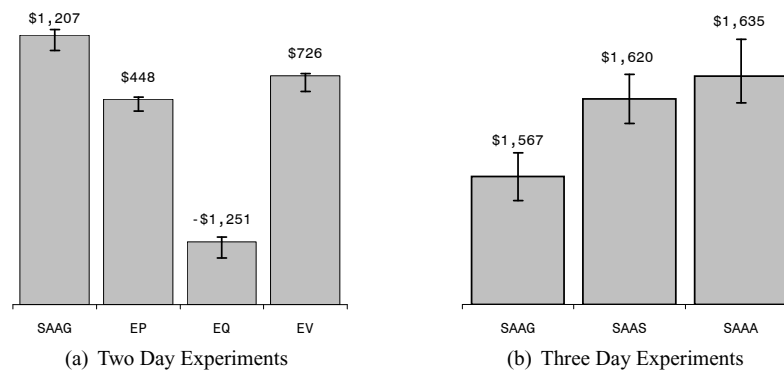 $1,207
$448
-$1,251
$726
SAAG EP EQ EV
(a) Two Day Experiments
$1,567
$1,620
$1,635
SAAG SAAS SAAA
(b) Three Day Experiments